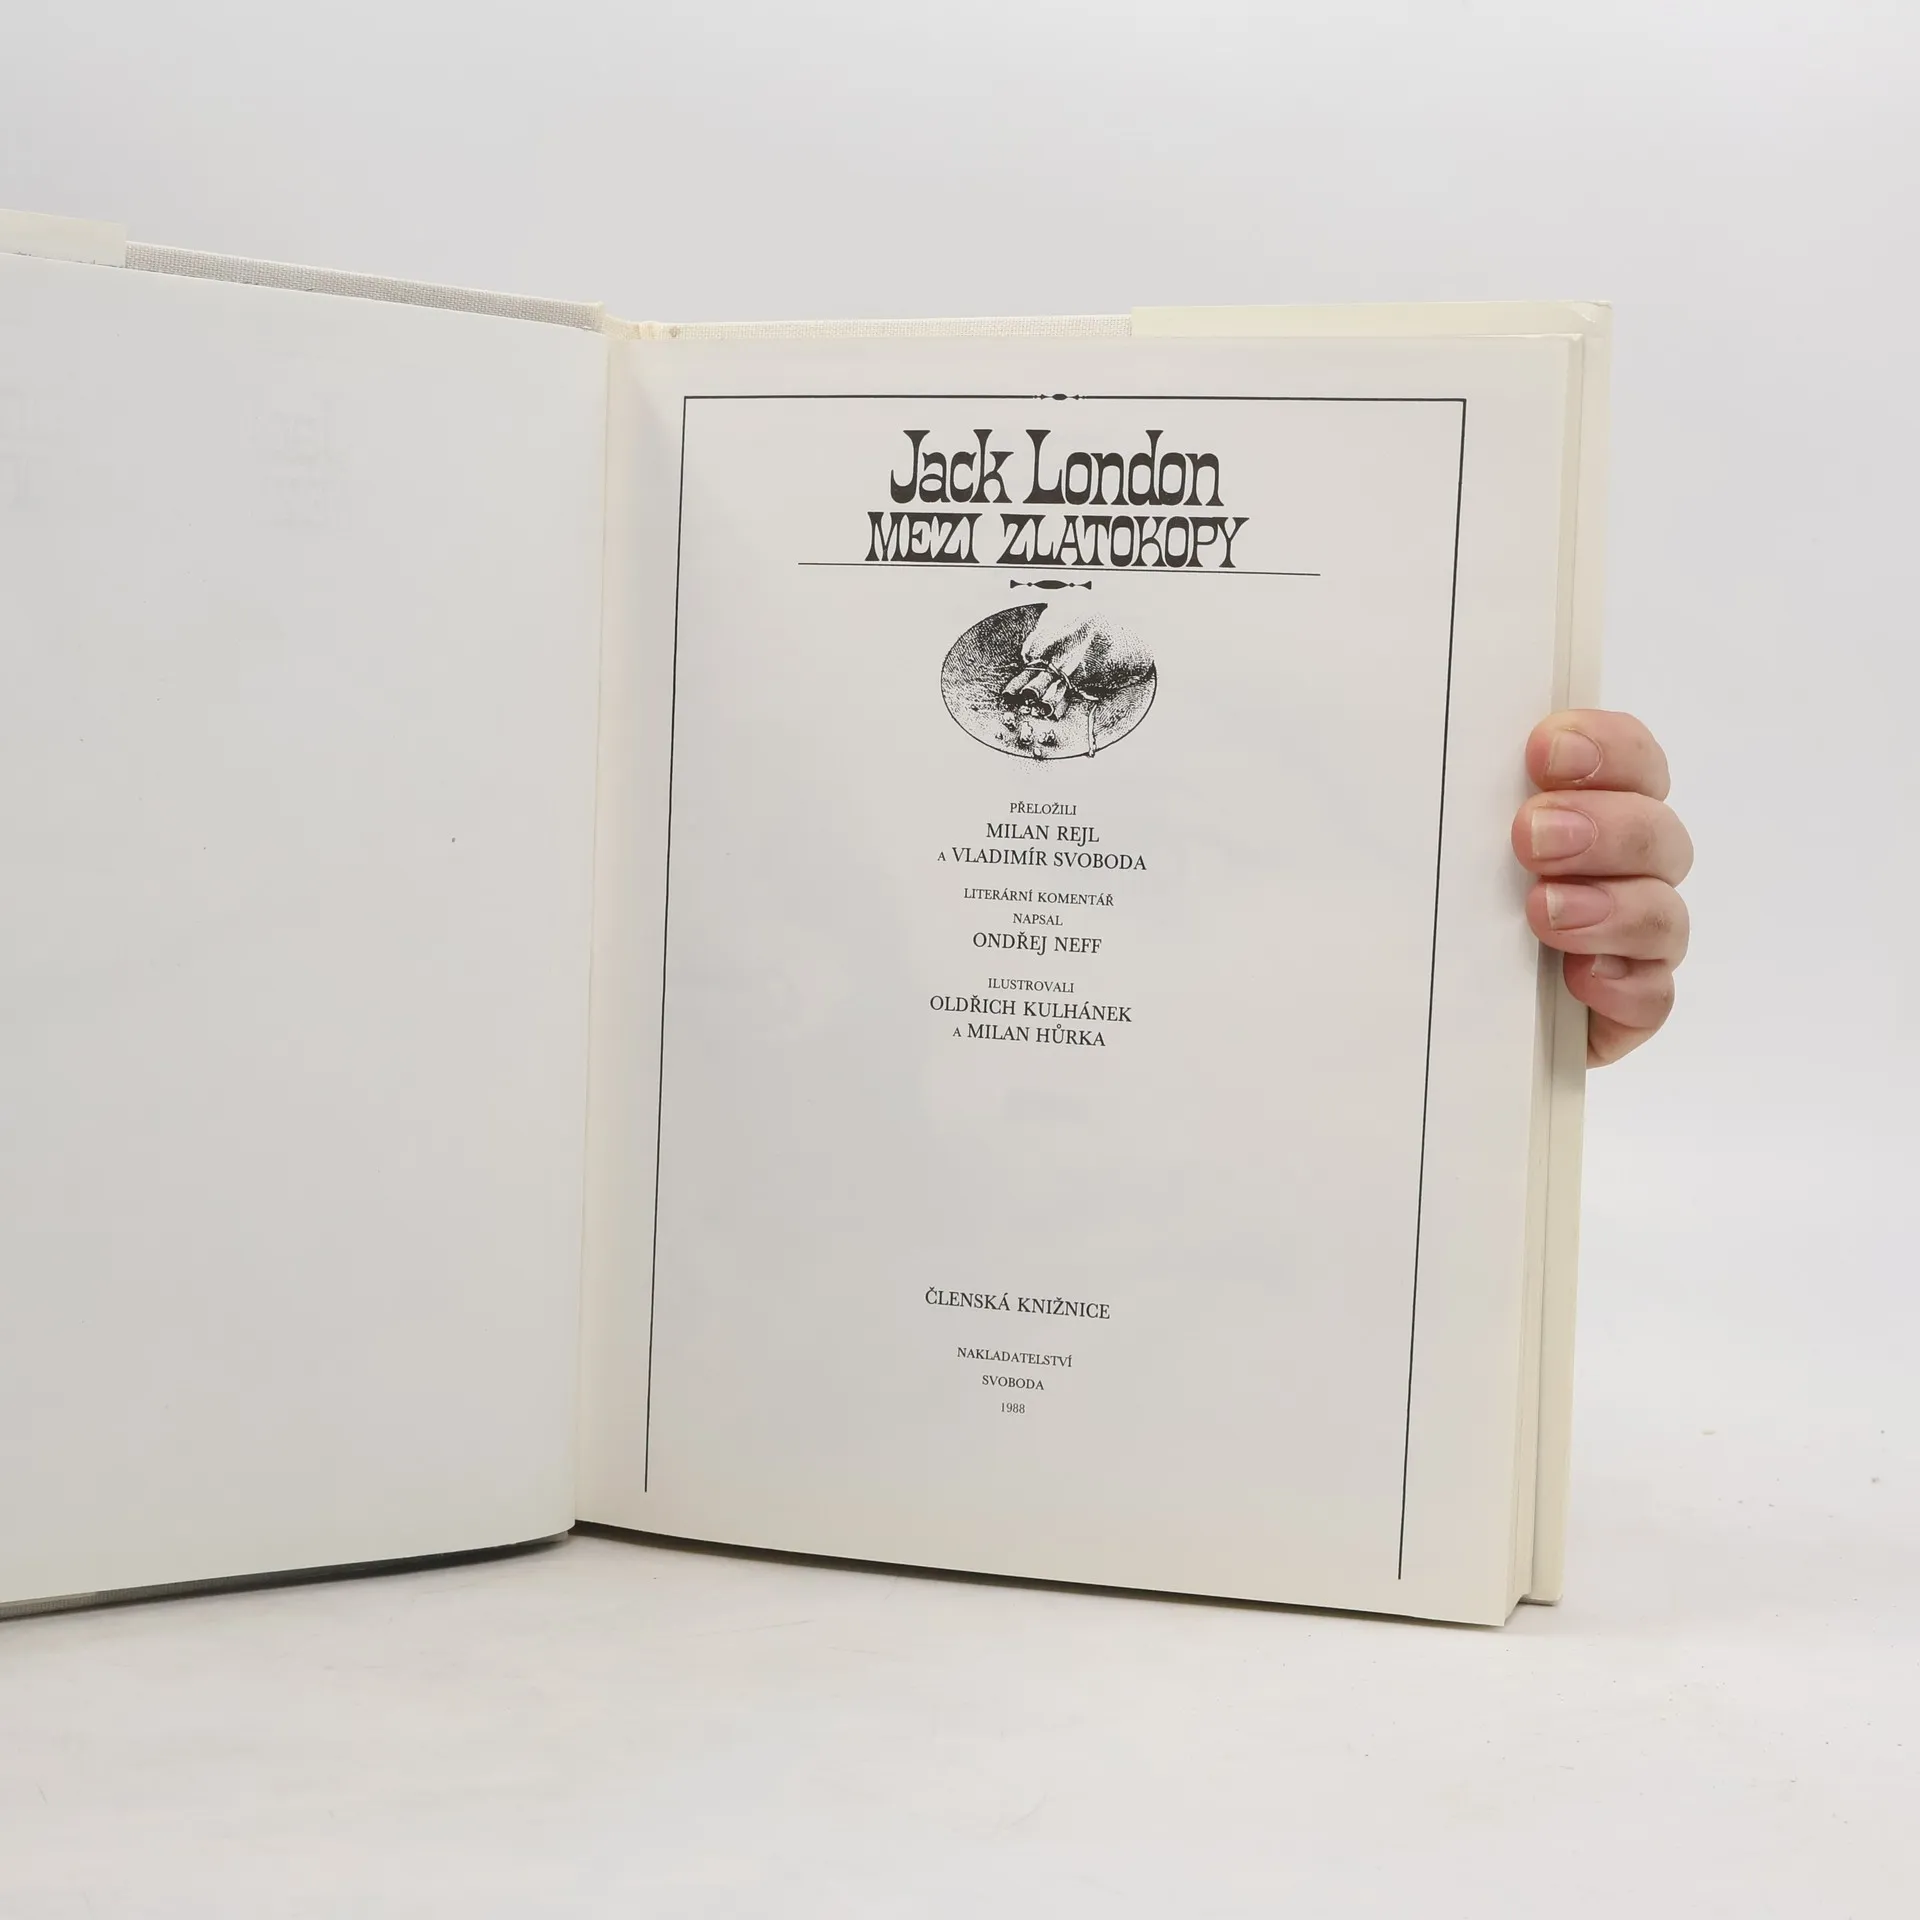 Jack London
MEZI ZLATOKOPY
PŘELOŽILI
MILAN REJL
A VLADIMÍR SVOBODA
LITERÁRNÍ KOMENTÁŘ
NAPSAL
ONDŘEJ NEFF
ILUSTROVALI
OLDŘICH KULHÁNEK
A MILAN HŮRKA
ČLENSKÁ KNIŽNICE
NAKLADATELSTVÍ
SVOBODA
1988